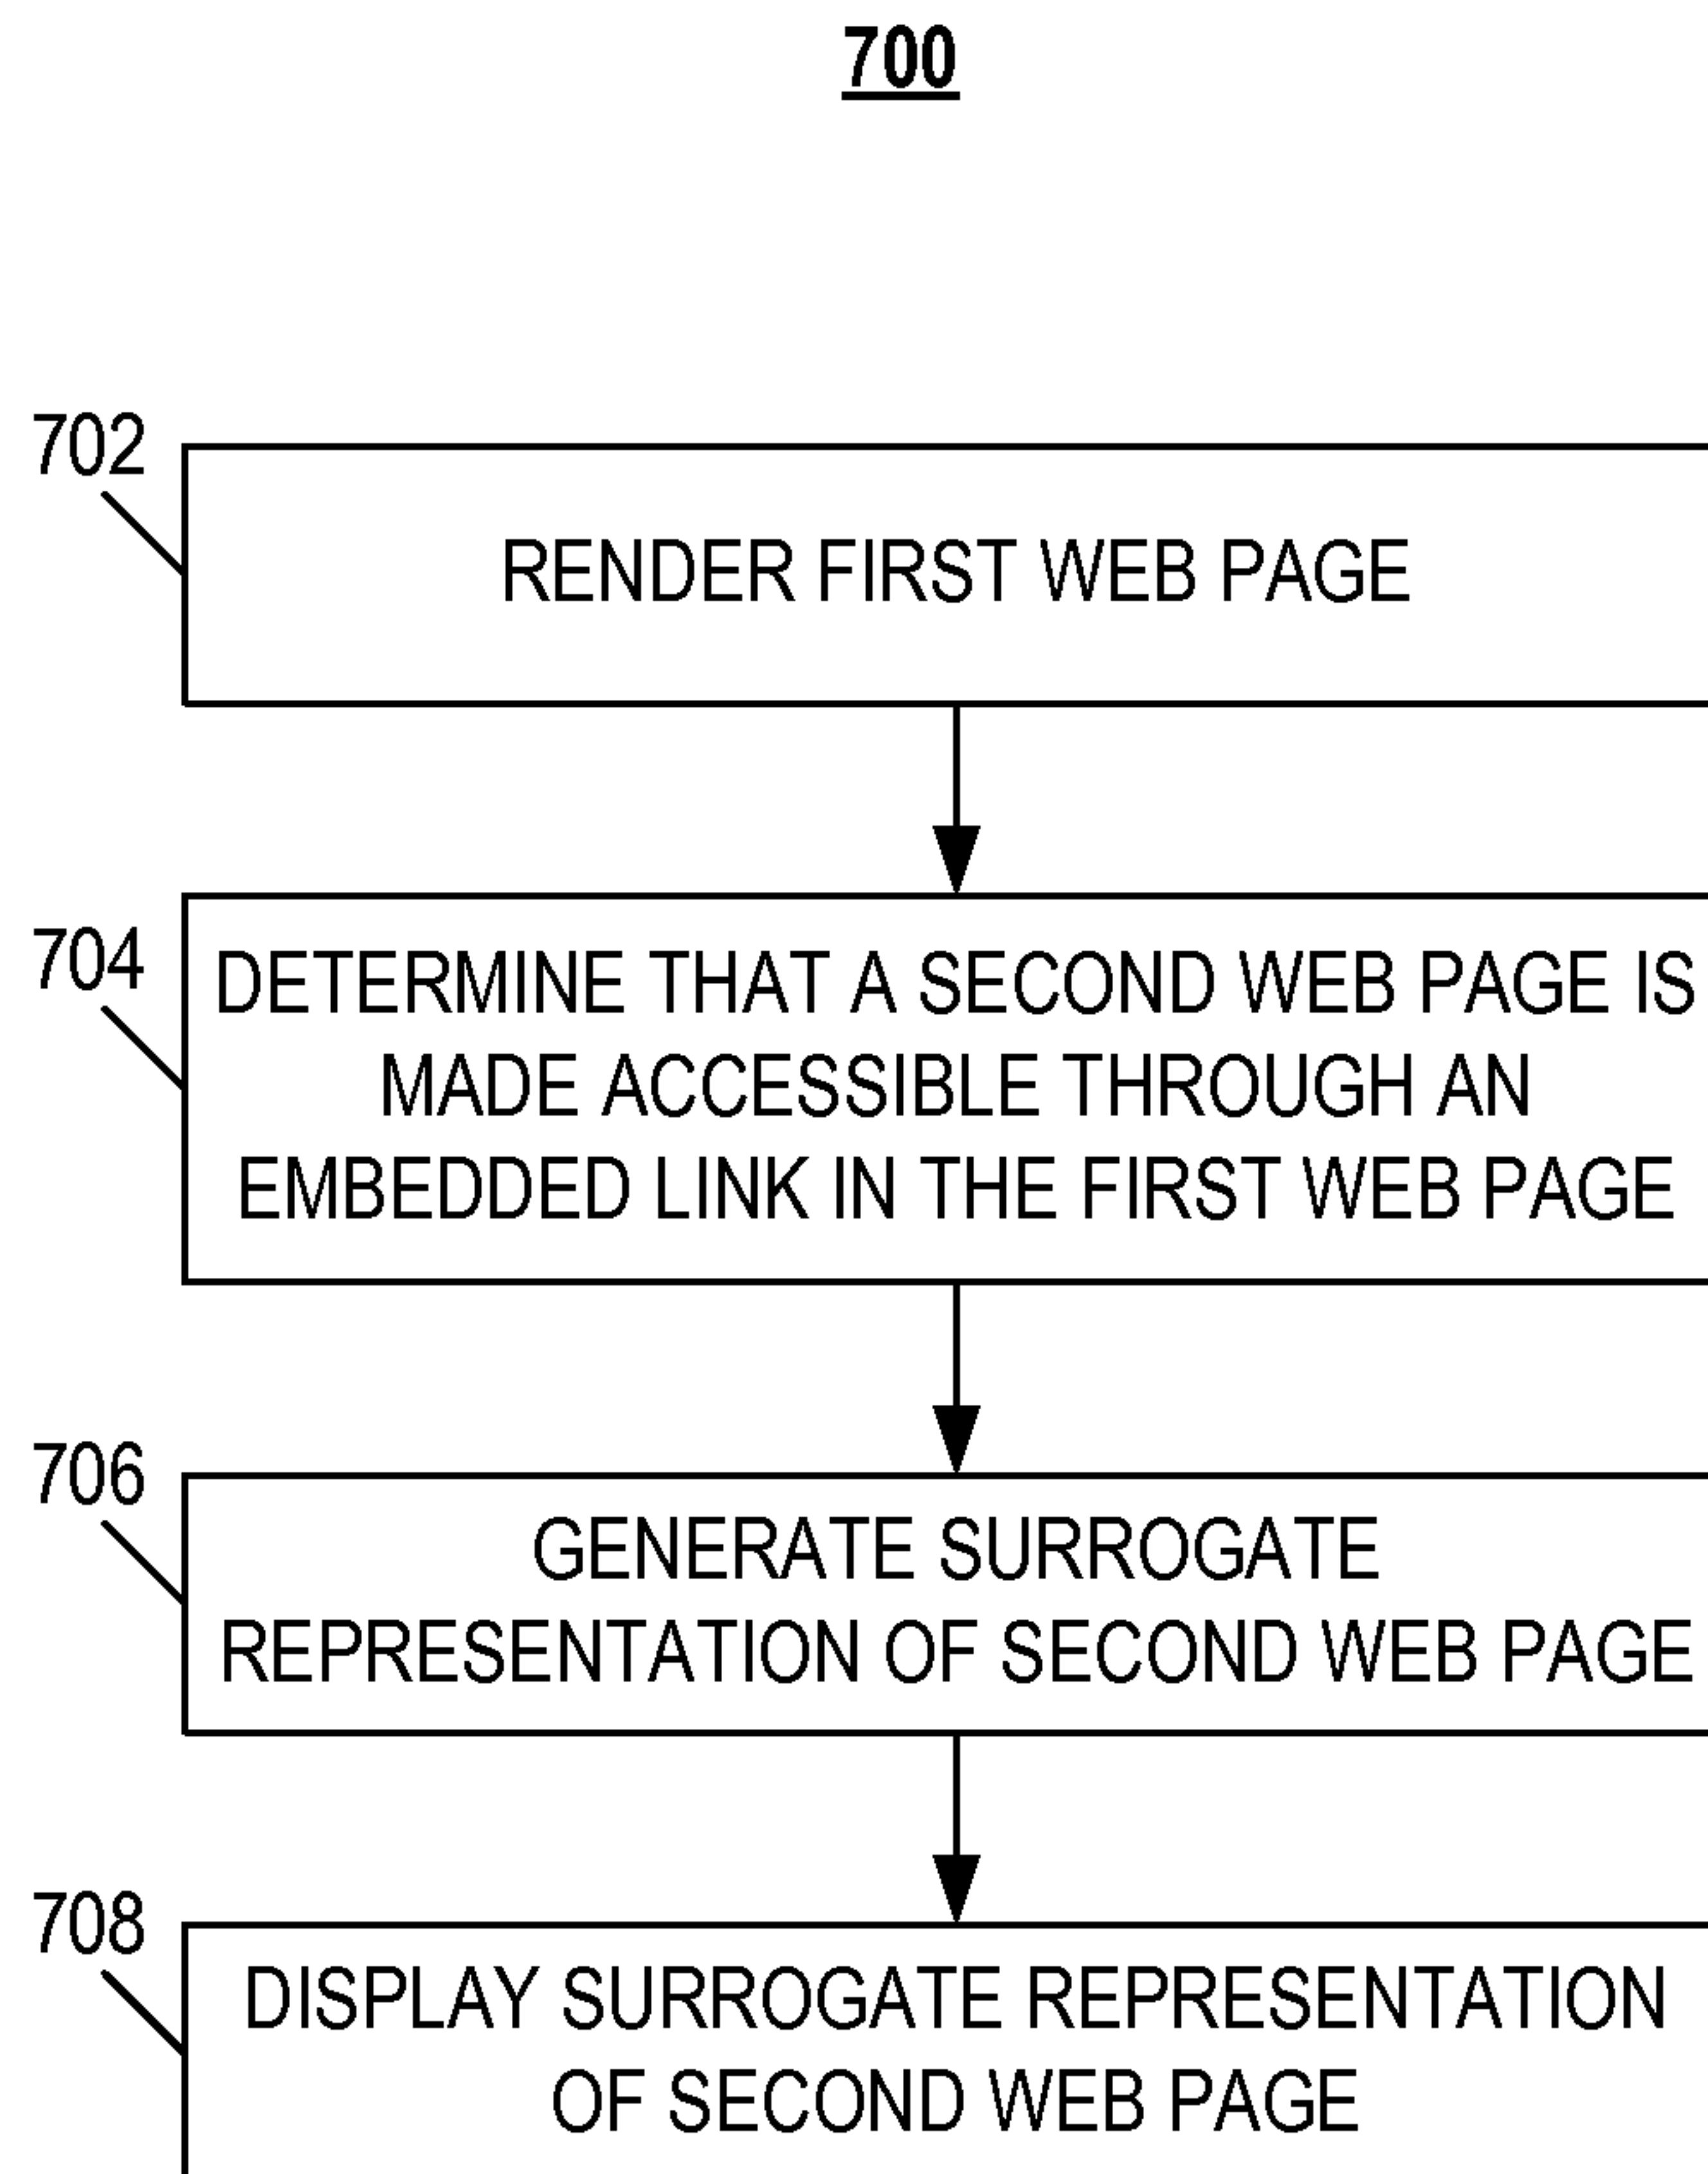 700
702
RENDER FIRST WEB PAGE
704
DETERMINE THAT A SECOND WEB PAGE IS
MADE ACCESSIBLE THROUGH AN
EMBEDDED LINK IN THE FIRST WEB PAGE
706
GENERATE SURROGATE
REPRESENTATION OF SECOND WEB PAGE
708
DISPLAY SURROGATE REPRESENTATION
OF SECOND WEB PAGE